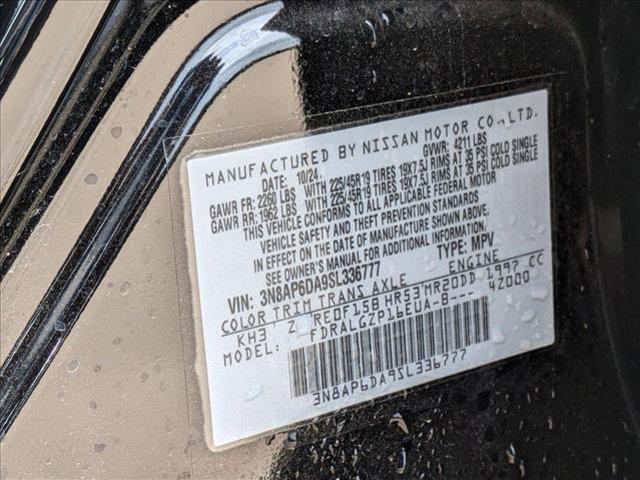 MANUFACTURED BY NISSAN MOTOR CO., LTD.
DATE: 10/24 GVWR: 4211 LBS
GAWR FR: 2260 LBS WITH 225/45R19 TIRES 19X7.5J RIMS AT 35 PSI COLD SINGLE
GAWR RR: 1962 LBS WITH 225/45R19 TIRES 19X7.5J RIMS AT 35 PSI COLD SINGLE
THIS VEHICLE CONFORMS TO ALL APPLICABLE FEDERAL MOTOR
VEHICLE SAFETY AND THEFT PREVENTION STANDARDS
IN EFFECT ON THE DATE OF MANUFACTURE SHOWN ABOVE.
SEE OWNER'S MANUAL FOR ADDITIONAL INFORMATION.
VIN: 3N8AP6DA9SL336777 TYPE: MPV
COLOR TRIM TRANS AXLE ENGINE
KH3 Z RE0F15B HR53 MR20DD 1997 CC
MODEL: FDRALGZP16EUA-B--- 4Z000
3N8AP6DA9SL336777